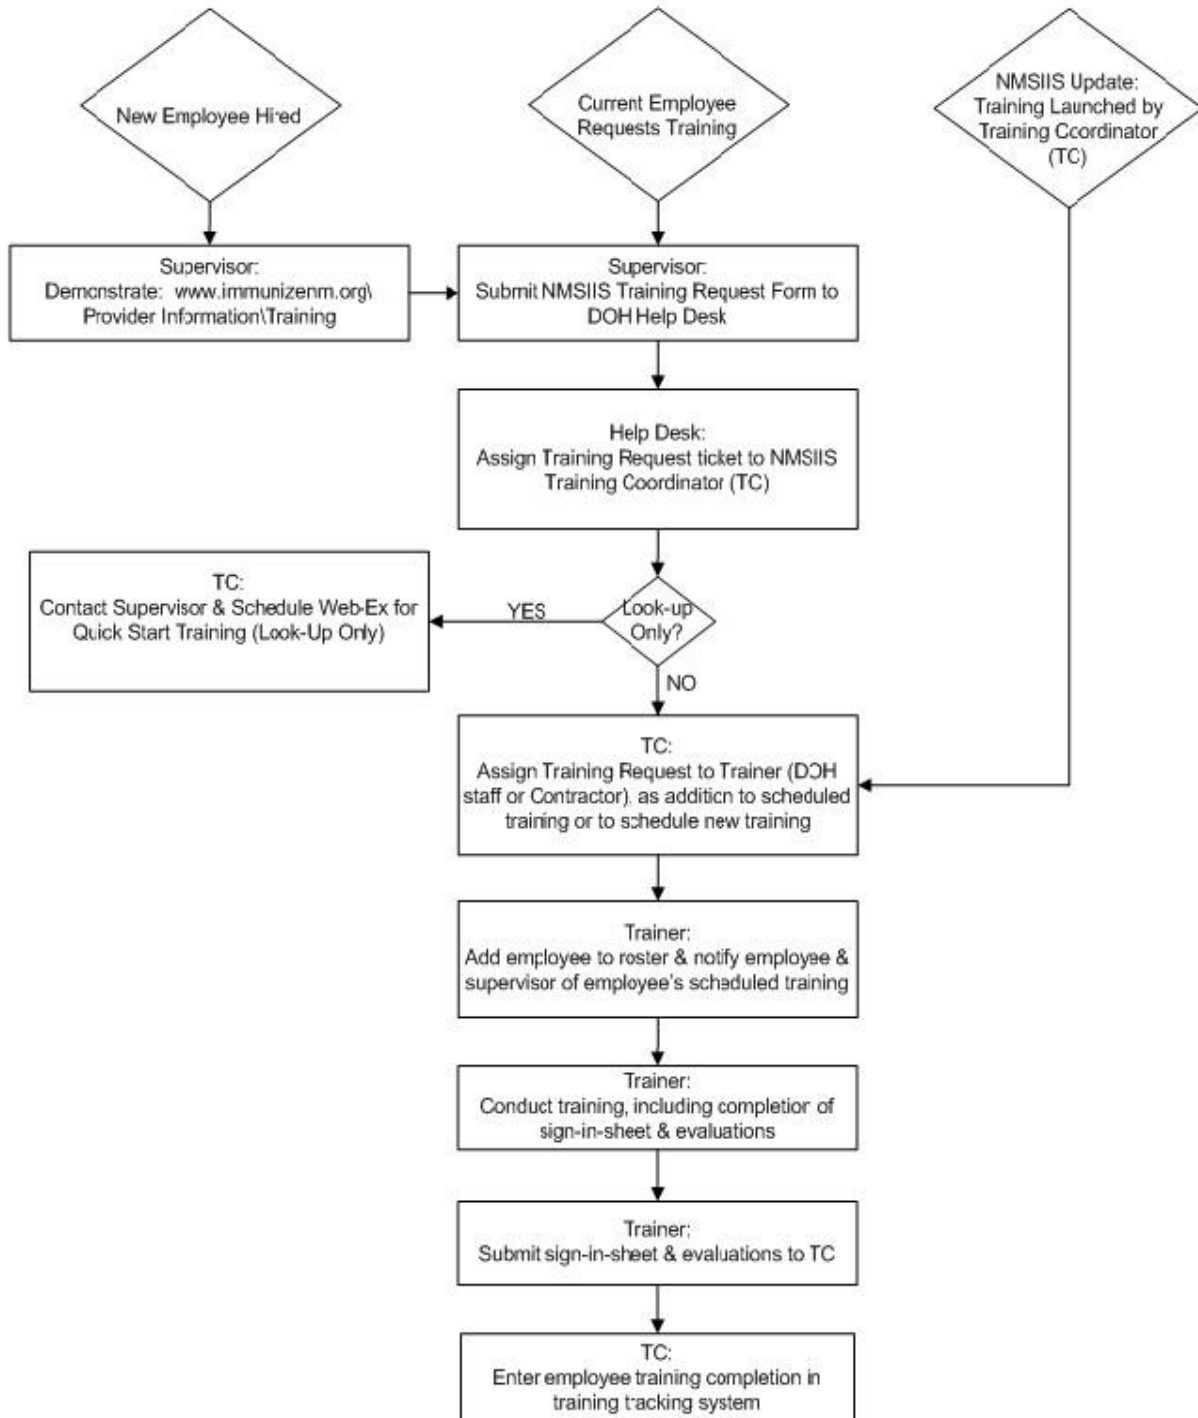 New Employee Hired
Current Employee
Requests Training
NMSIIS Update:
Training Launched by
Training Coordinator
(TC)
Supervisor:
Demonstrate: www.immunizenm.org\
Provider Information\Training
Supervisor:
Submit NMSIIS Training Request Form to
DOH Help Desk
Help Desk:
Assign Training Request ticket to NMSIIS
Training Coordinator (TC)
TC:
Contact Supervisor & Schedule Web-Ex for
Quick Start Training (Look-Up Only)
YES
Look-up
Only?
NO
TC:
Assign Training Request to Trainer (DOH
staff or Contractor), as addition to scheduled
training or to schedule new training
Trainer:
Add employee to roster & notify employee &
supervisor of employee's scheduled training
Trainer:
Conduct training, including completion of
sign-in-sheet & evaluations
Trainer:
Submit sign-in-sheet & evaluations to TC
TC:
Enter employee training completion in
training tracking system